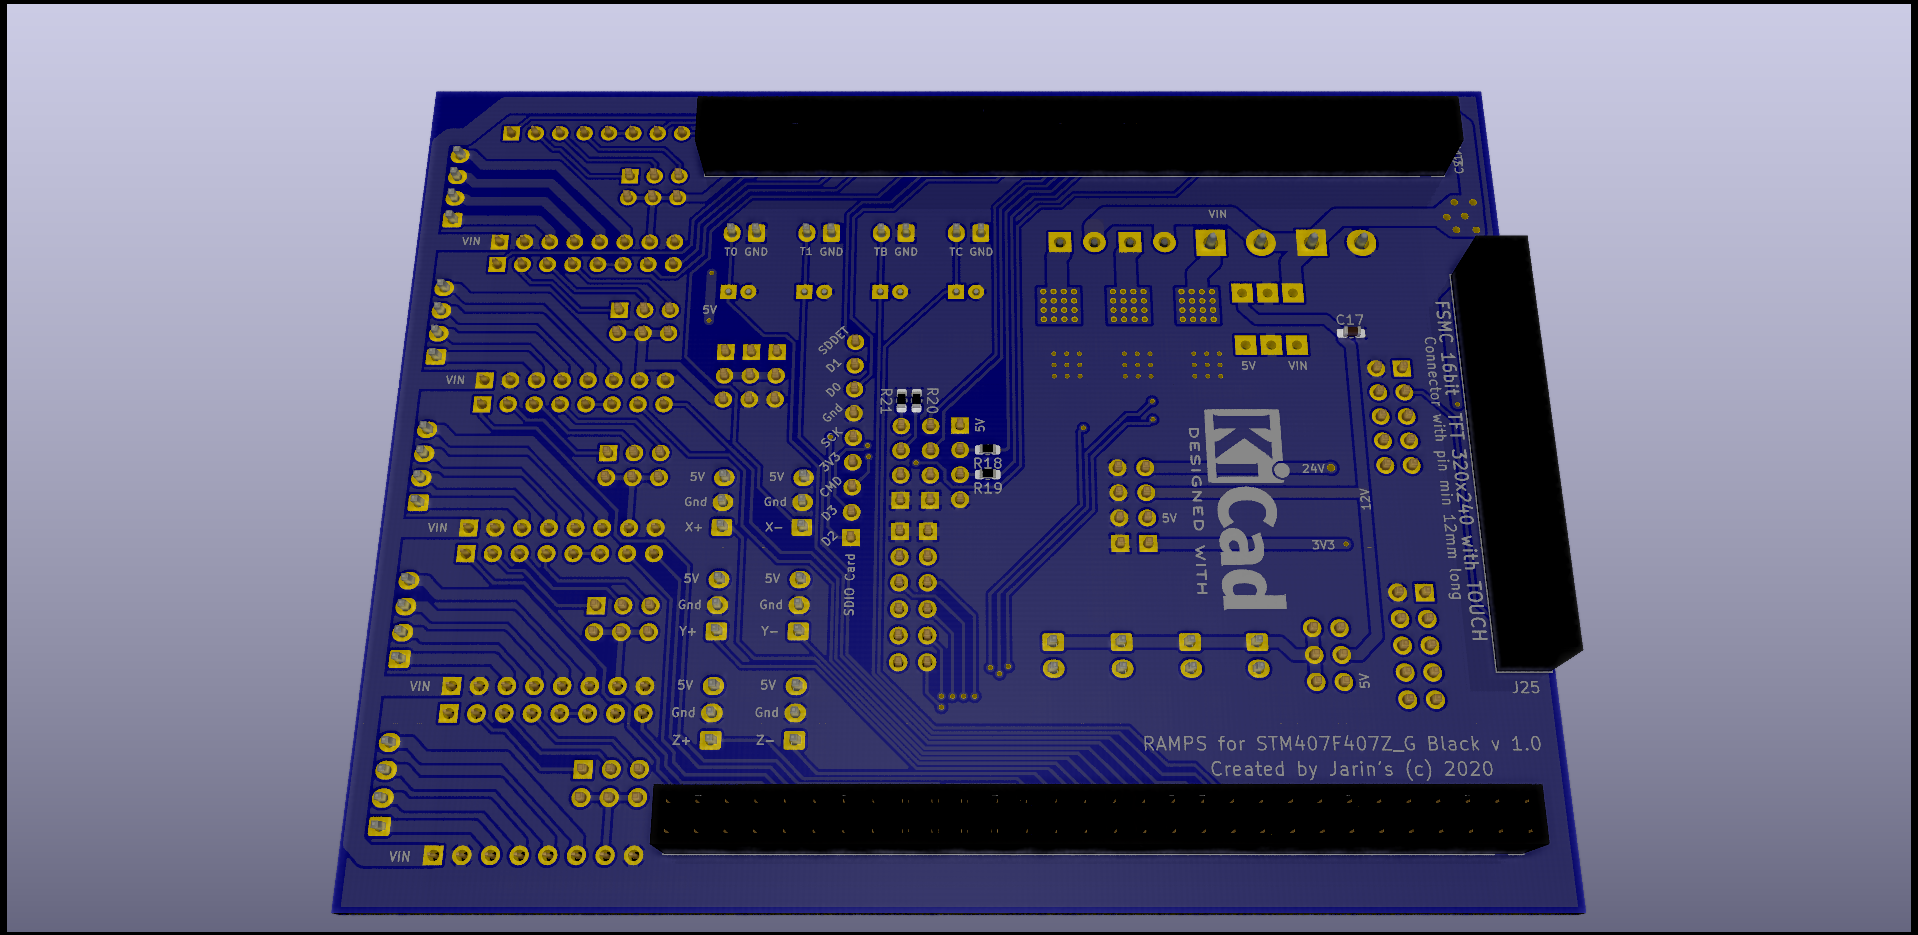 VIN
T0 GND
T1 GND
TB GND
TC GND
VIN
5V
C17
5V
VIN
SDDET
D1
D0
Gnd
SCK
3V3
CMD
D3
D2
SDIO Card
R21
R20
5V
R18
R19
VIN
VIN
VIN
VIN
5V
Gnd
X+
5V
Gnd
X-
5V
Gnd
Y+
5V
Gnd
Y-
5V
Gnd
Z+
5V
Gnd
Z-
KiCad
DESIGNED WITH
24V
12V
5V
3V3
5V
FSMC 16bit TFT 320x240 with TOUCH
Connector with pin min 12mm long
J25
RAMPS for STM407F407Z_G Black v 1.0
Created by Jarin's (c) 2020